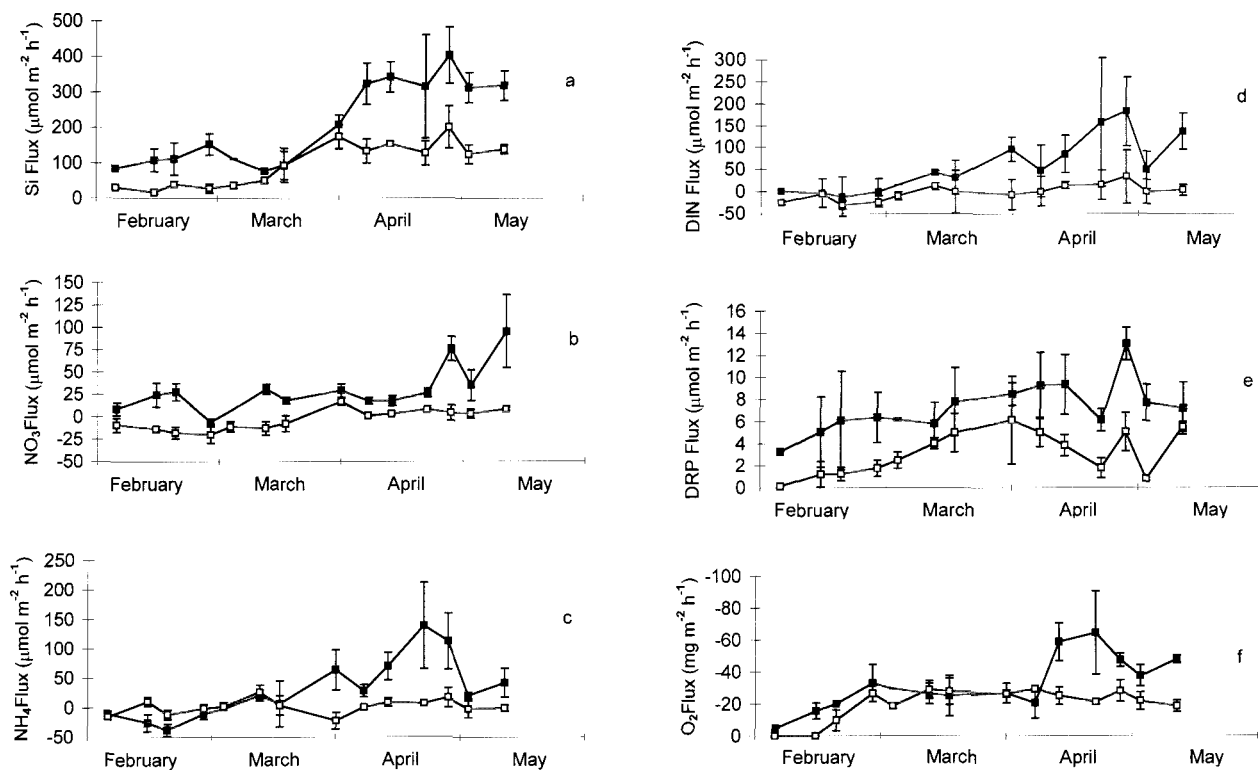 500
400
300
200
100
0
Si Flux (μmol m⁻² h⁻¹)
a
February
March
April
May
150
125
100
75
50
25
0
-25
-50
NO₃Flux (μmol m⁻² h⁻¹)
b
February
March
April
May
250
200
150
100
50
0
-50
NH₄Flux (μmol m⁻² h⁻¹)
c
February
March
April
May
300
250
200
150
100
50
0
-50
DIN Flux (μmol m⁻² h⁻¹)
d
February
March
April
May
16
14
12
10
8
6
4
2
0
DRP Flux (μmol m⁻² h⁻¹)
e
February
March
April
May
-100
-80
-60
-40
-20
0
O₂Flux (mg m⁻² h⁻¹)
f
February
March
April
May